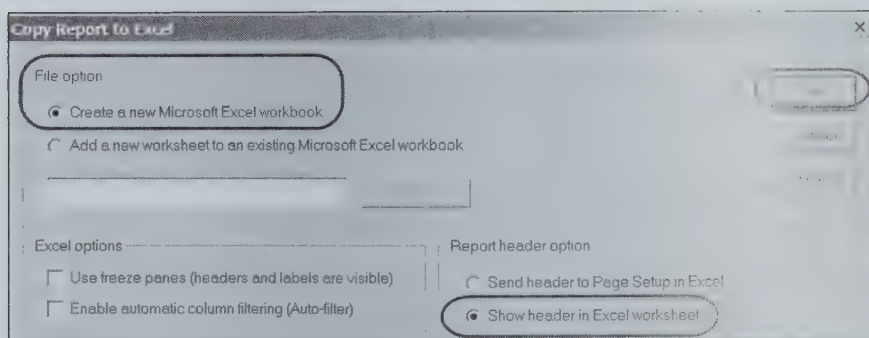 Copy Report to Excel
File option
Create a new Microsoft Excel workbook
Add a new worksheet to an existing Microsoft Excel workbook
Excel options
Report header option
Use freeze panes (headers and labels are visible)
Send header to Page Setup in Excel
Enable automatic column filtering (Auto-filter)
Show header in Excel worksheet